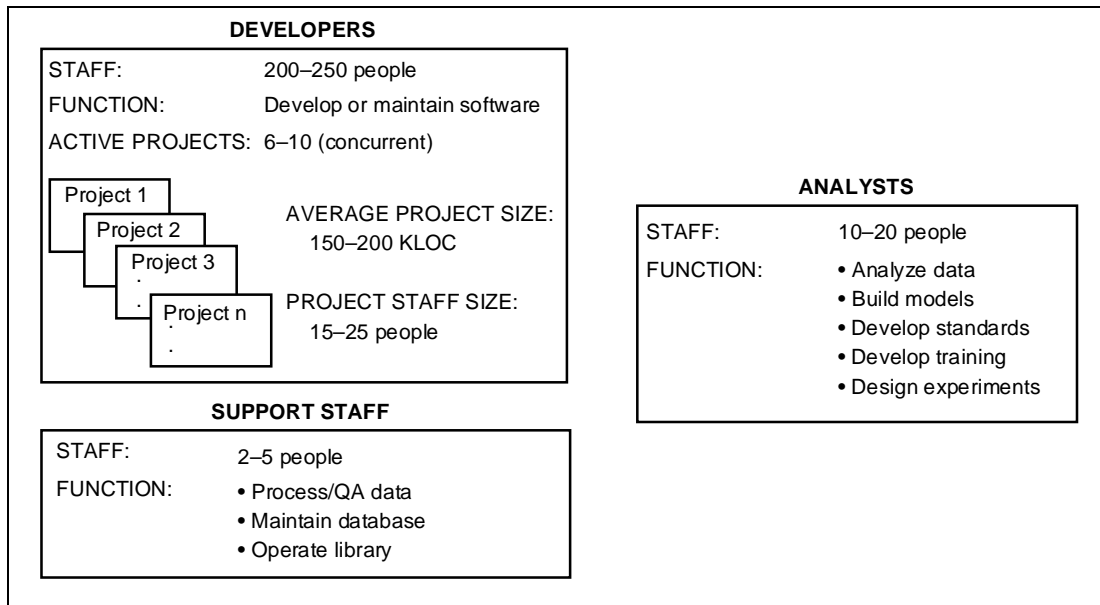 DEVELOPERS
STAFF: 200–250 people
FUNCTION: Develop or maintain software
ACTIVE PROJECTS: 6–10 (concurrent)
Project 1
Project 2
Project 3
.
.
Project n
.
.
AVERAGE PROJECT SIZE:
150–200 KLOC
PROJECT STAFF SIZE:
15–25 people
SUPPORT STAFF
STAFF: 2–5 people
FUNCTION: • Process/QA data
• Maintain database
• Operate library
ANALYSTS
STAFF: 10–20 people
FUNCTION: • Analyze data
• Build models
• Develop standards
• Develop training
• Design experiments